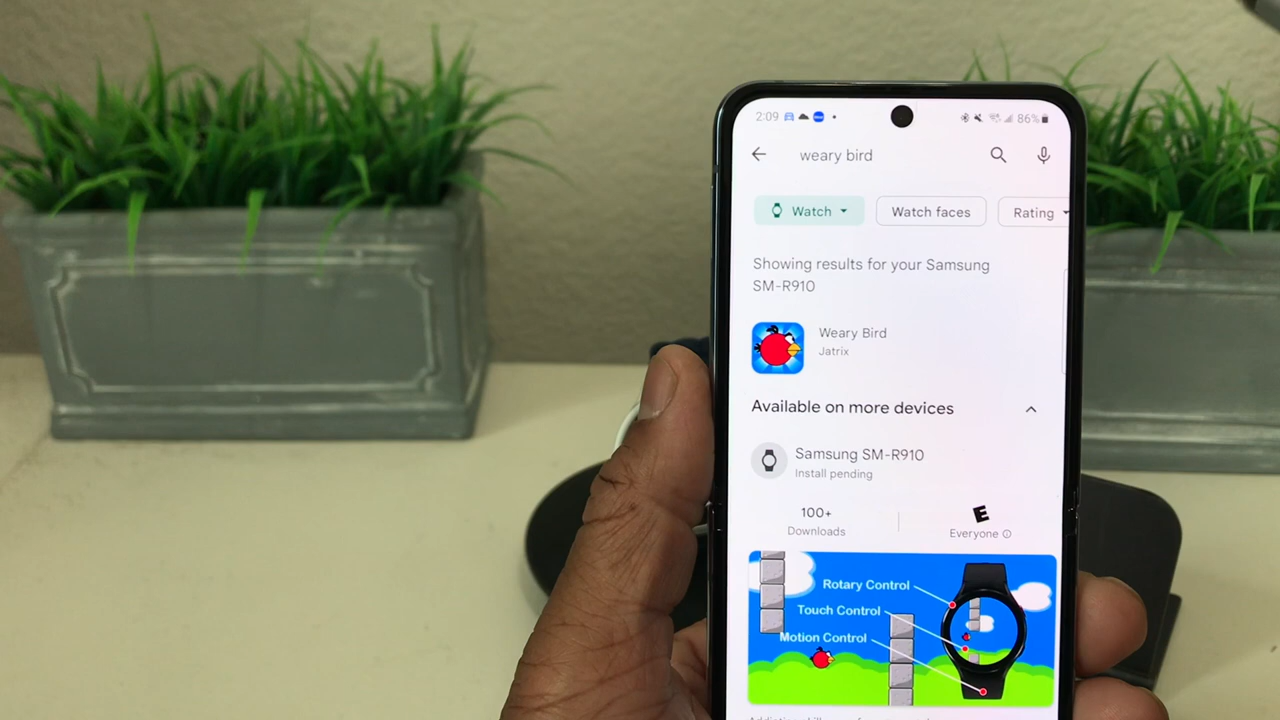 2:09
86%
weary bird
Watch
Watch faces
Rating
Showing results for your Samsung
SM-R910
Weary Bird
Jatrix
Available on more devices
Samsung SM-R910
Install pending
100+
Downloads
E
Everyone
Rotary Control
Touch Control
Motion Control